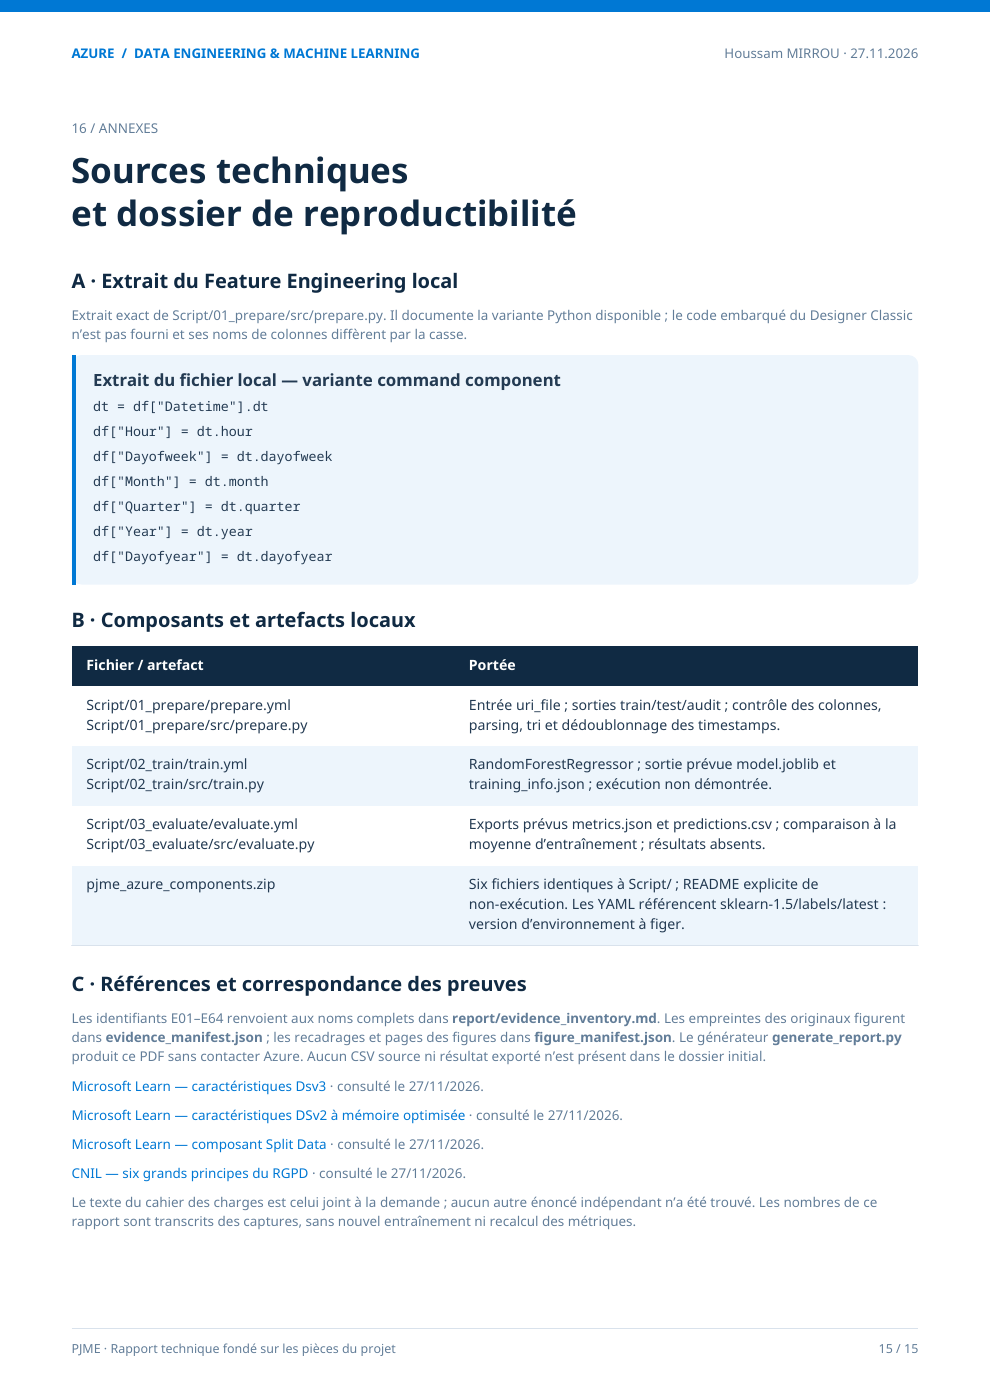 AZURE / DATA ENGINEERING & MACHINE LEARNING
Houssam MIRROU · 27.11.2026
16 / ANNEXES
Sources techniques
et dossier de reproductibilité
A · Extrait du Feature Engineering local
Extrait exact de Script/01_prepare/src/prepare.py. Il documente la variante Python disponible ; le code embarqué du Designer Classic
n’est pas fourni et ses noms de colonnes diffèrent par la casse.
Extrait du fichier local — variante command component
dt = df["Datetime"].dt
df["Hour"] = dt.hour
df["Dayofweek"] = dt.dayofweek
df["Month"] = dt.month
df["Quarter"] = dt.quarter
df["Year"] = dt.year
df["Dayofyear"] = dt.dayofyear
B · Composants et artefacts locaux
Fichier / artefact
Portée
Script/01_prepare/prepare.yml
Script/01_prepare/src/prepare.py
Entrée uri_file ; sorties train/test/audit ; contrôle des colonnes,
parsing, tri et dédoublonnage des timestamps.
Script/02_train/train.yml
Script/02_train/src/train.py
RandomForestRegressor ; sortie prévue model.joblib et
training_info.json ; exécution non démontrée.
Script/03_evaluate/evaluate.yml
Script/03_evaluate/src/evaluate.py
Exports prévus metrics.json et predictions.csv ; comparaison à la
moyenne d’entraînement ; résultats absents.
pjme_azure_components.zip
Six fichiers identiques à Script/ ; README explicite de
non-exécution. Les YAML référencent sklearn-1.5/labels/latest :
version d’environnement à figer.
C · Références et correspondance des preuves
Les identifiants E01–E64 renvoient aux noms complets dans report/evidence_inventory.md. Les empreintes des originaux figurent
dans evidence_manifest.json ; les recadrages et pages des figures dans figure_manifest.json. Le générateur generate_report.py
produit ce PDF sans contacter Azure. Aucun CSV source ni résultat exporté n’est présent dans le dossier initial.
Microsoft Learn — caractéristiques Dsv3 · consulté le 27/11/2026.
Microsoft Learn — caractéristiques DSv2 à mémoire optimisée · consulté le 27/11/2026.
Microsoft Learn — composant Split Data · consulté le 27/11/2026.
CNIL — six grands principes du RGPD · consulté le 27/11/2026.
Le texte du cahier des charges est celui joint à la demande ; aucun autre énoncé indépendant n’a été trouvé. Les nombres de ce
rapport sont transcrits des captures, sans nouvel entraînement ni recalcul des métriques.
PJME · Rapport technique fondé sur les pièces du projet
15 / 15